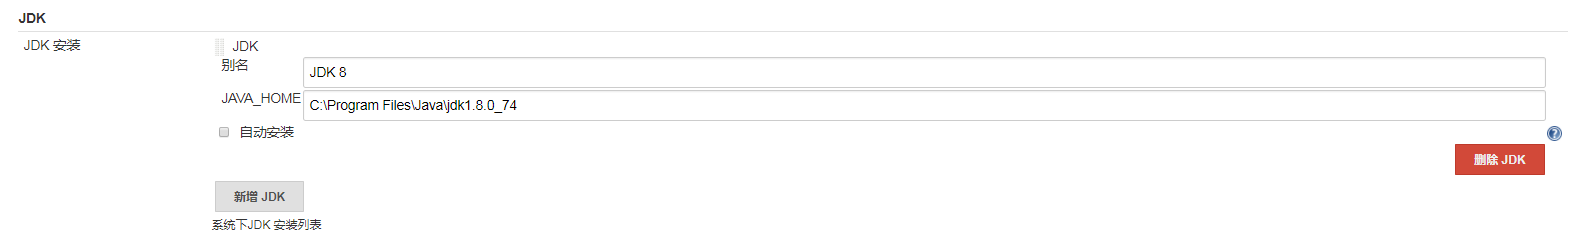 JDK
JDK 安装
JDK
别名
JDK 8
JAVA_HOME
C:\Program Files\Java\jdk1.8.0_74
自动安装
删除 JDK
新增 JDK
系统下JDK 安装列表